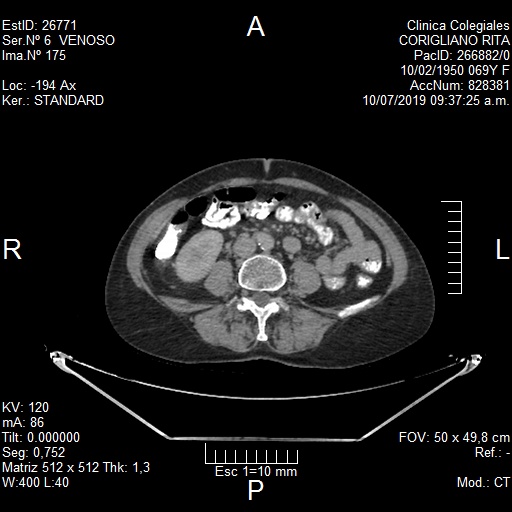 EstID: 26771
Ser.Nº 6 VENOSO
Ima.Nº 175
Loc: -194 Ax
Ker.: STANDARD
A
Clinica Colegiales
CORIGLIANO RITA
PacID: 266882/0
10/02/1950 069Y F
AccNum: 828381
10/07/2019 09:37:25 a.m.
R
L
KV: 120
mA: 86
Tilt: 0.000000
Seg: 0,752
Matriz 512 x 512 Thk: 1,3
W:400 L:40
Esc 1=10 mm
P
FOV: 50 x 49,8 cm
Ref.: -
Mod.: CT